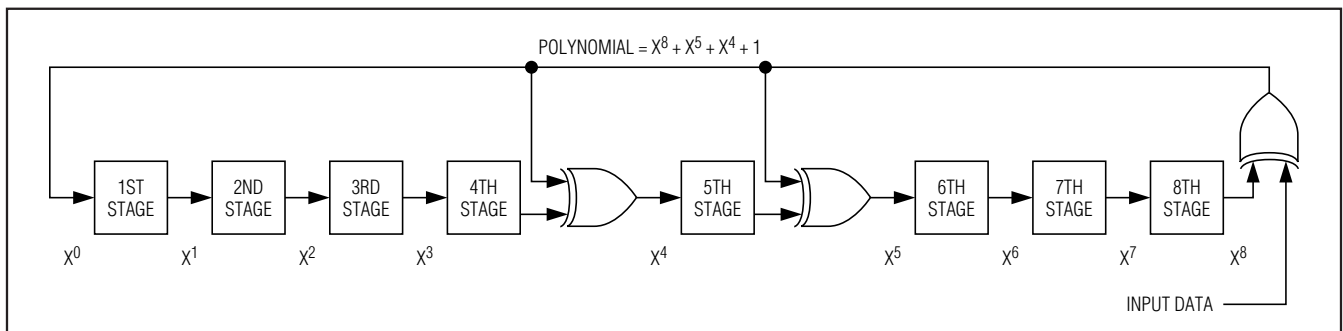 POLYNOMIAL = X⁸ + X⁵ + X⁴ + 1
1ST
STAGE
2ND
STAGE
3RD
STAGE
4TH
STAGE
5TH
STAGE
6TH
STAGE
7TH
STAGE
8TH
STAGE
X⁰
X¹
X²
X³
X⁴
X⁵
X⁶
X⁷
X⁸
INPUT DATA